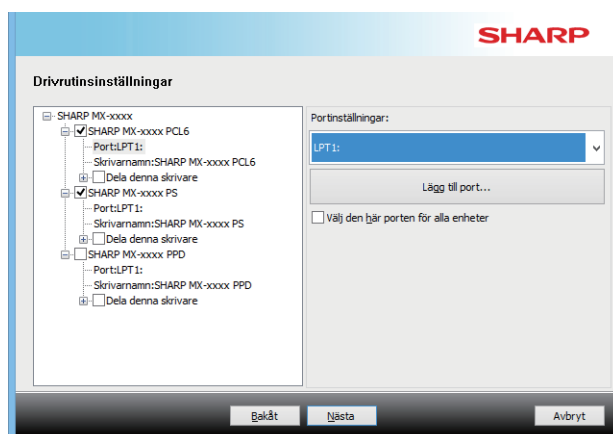 SHARP
Drivrutinsinställningar
SHARP MX-xxxx
SHARP MX-xxxx PCL6
Port:LPT1:
Skrivarnamn:SHARP MX-xxxx PCL6
Dela denna skrivare
SHARP MX-xxxx PS
Port:LPT1:
Skrivarnamn:SHARP MX-xxxx PS
Dela denna skrivare
SHARP MX-xxxx PPD
Port:LPT1:
Skrivarnamn:SHARP MX-xxxx PPD
Dela denna skrivare
Portinställningar:
LPT1:
Lägg till port...
Välj den här porten för alla enheter
Bakåt
Nästa
Avbryt